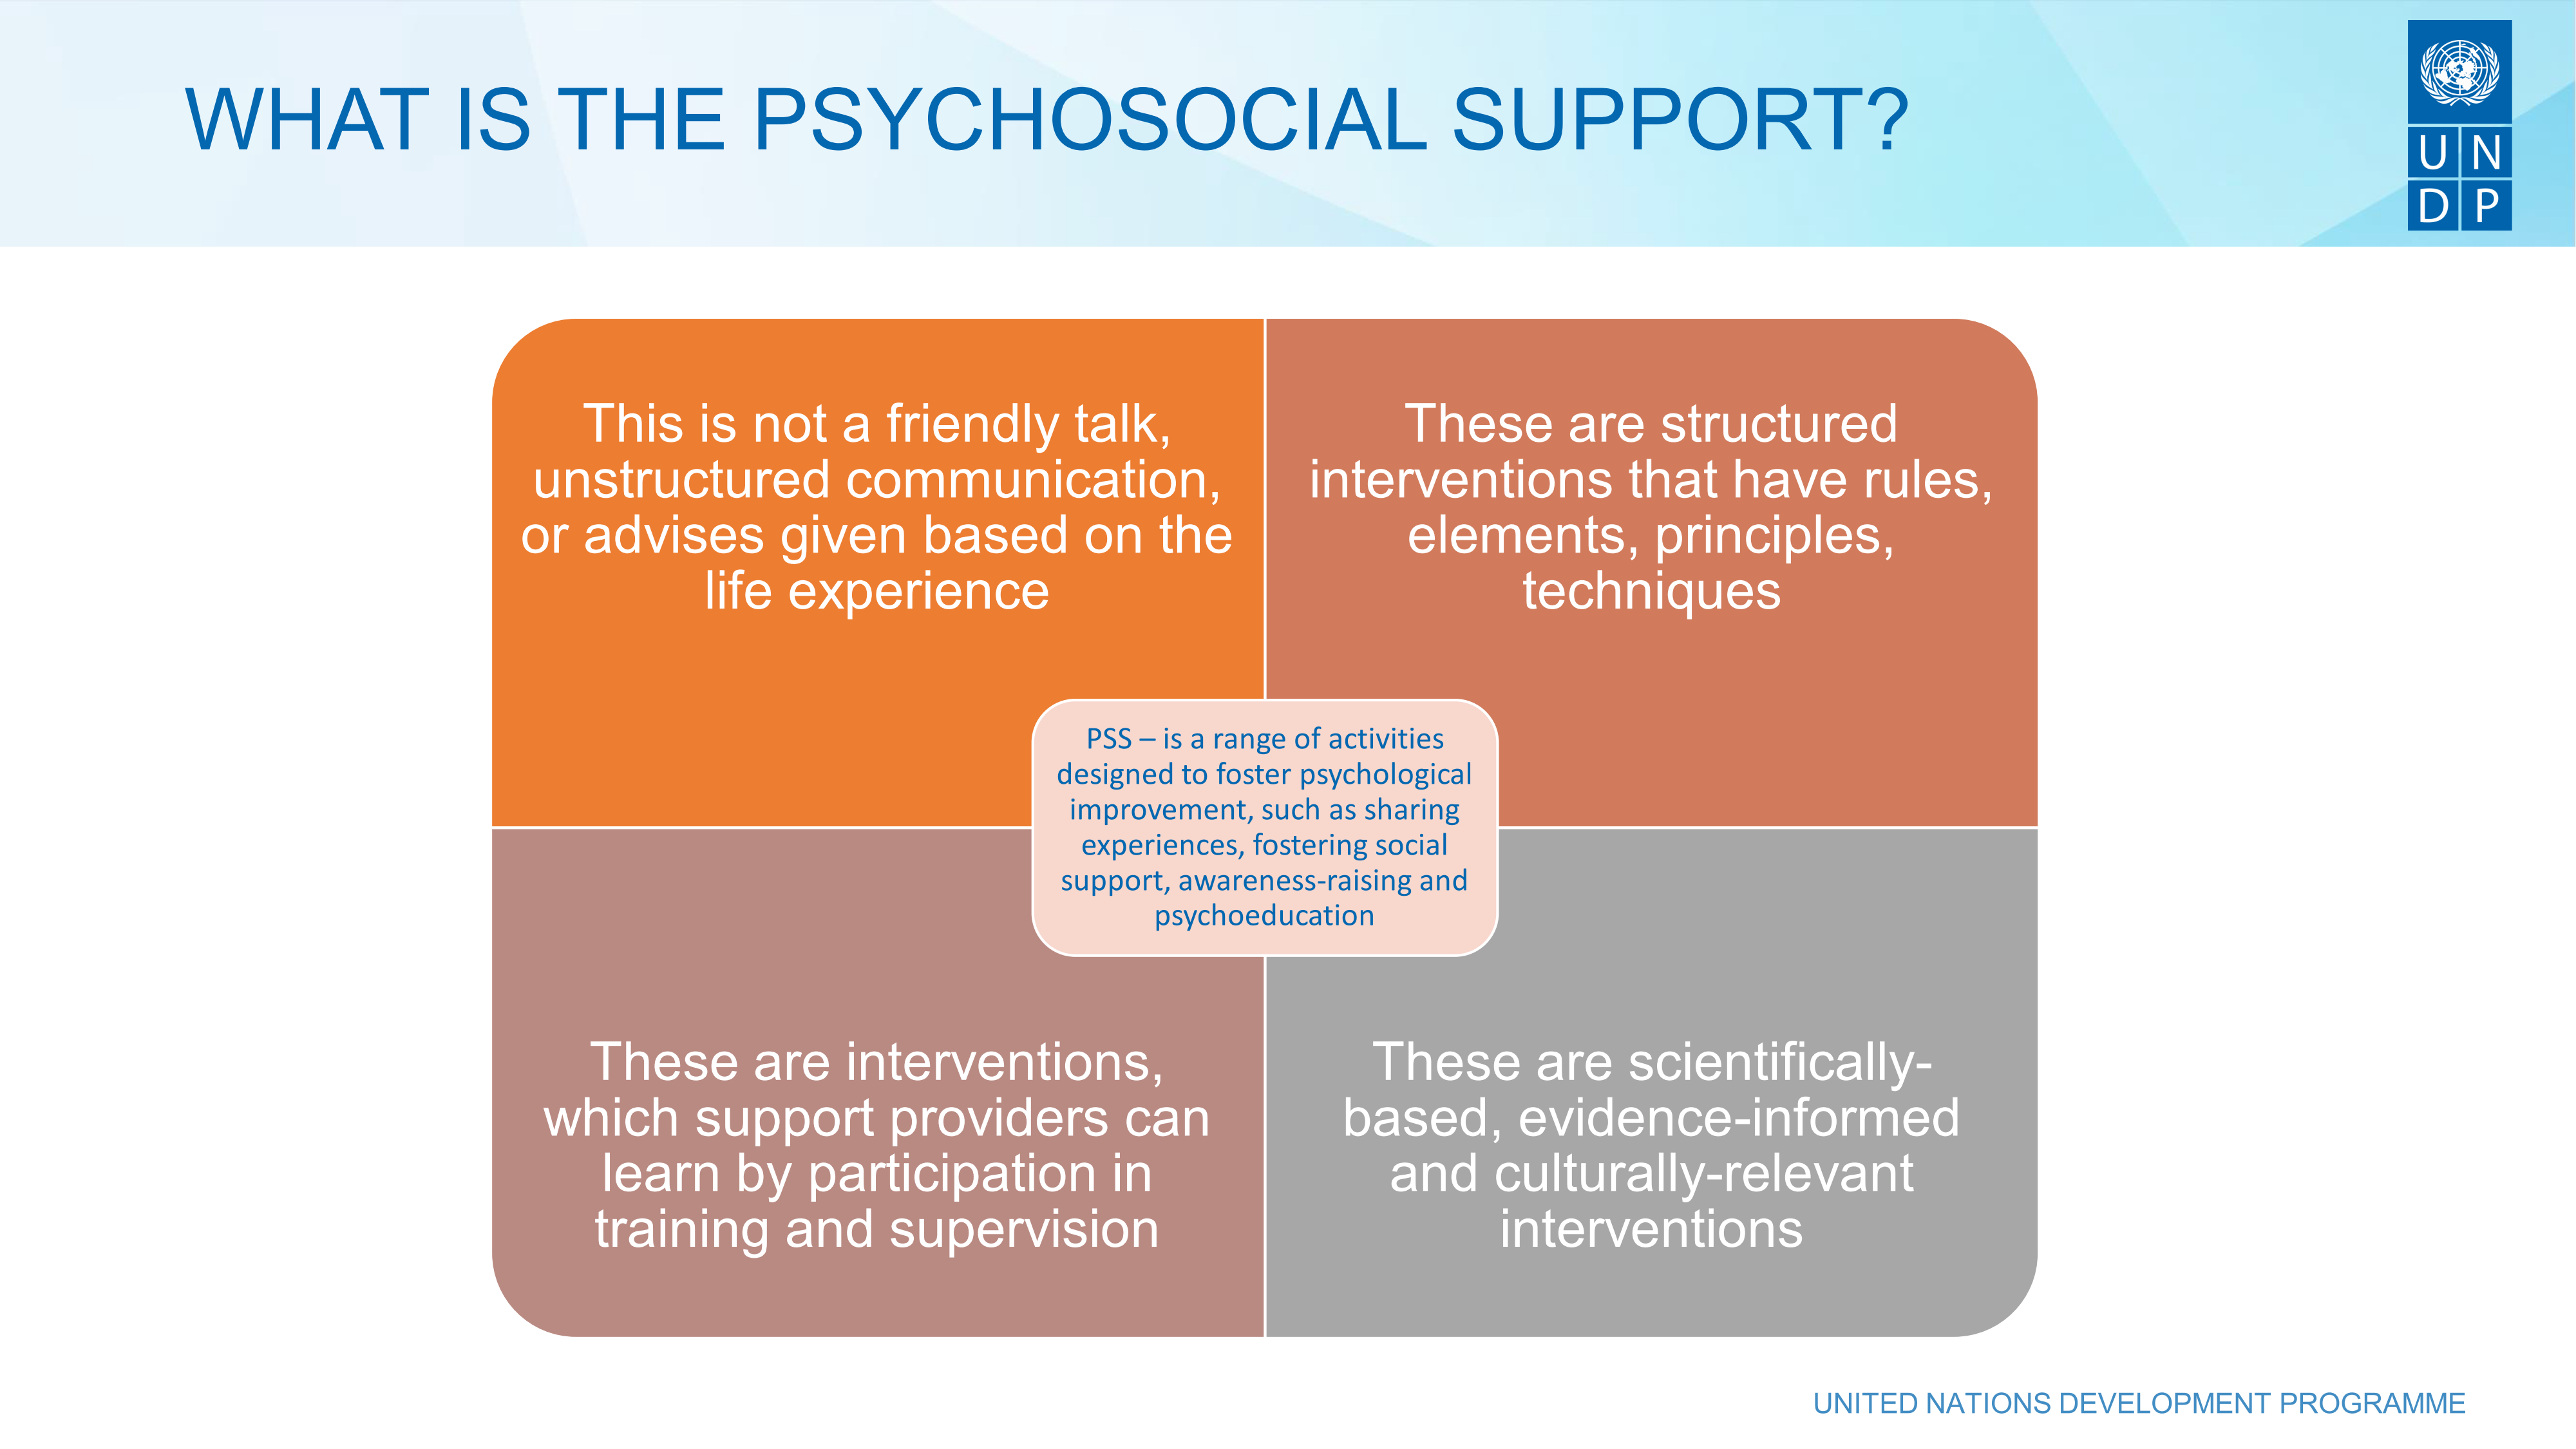 WHAT IS THE PSYCHOSOCIAL SUPPORT?
U N
D P
This is not a friendly talk,
unstructured communication,
or advises given based on the
life experience
These are structured
interventions that have rules,
elements, principles,
techniques
PSS – is a range of activities
designed to foster psychological
improvement, such as sharing
experiences, fostering social
support, awareness-raising and
psychoeducation
These are interventions,
which support providers can
learn by participation in
training and supervision
These are scientifically-
based, evidence-informed
and culturally-relevant
interventions
UNITED NATIONS DEVELOPMENT PROGRAMME